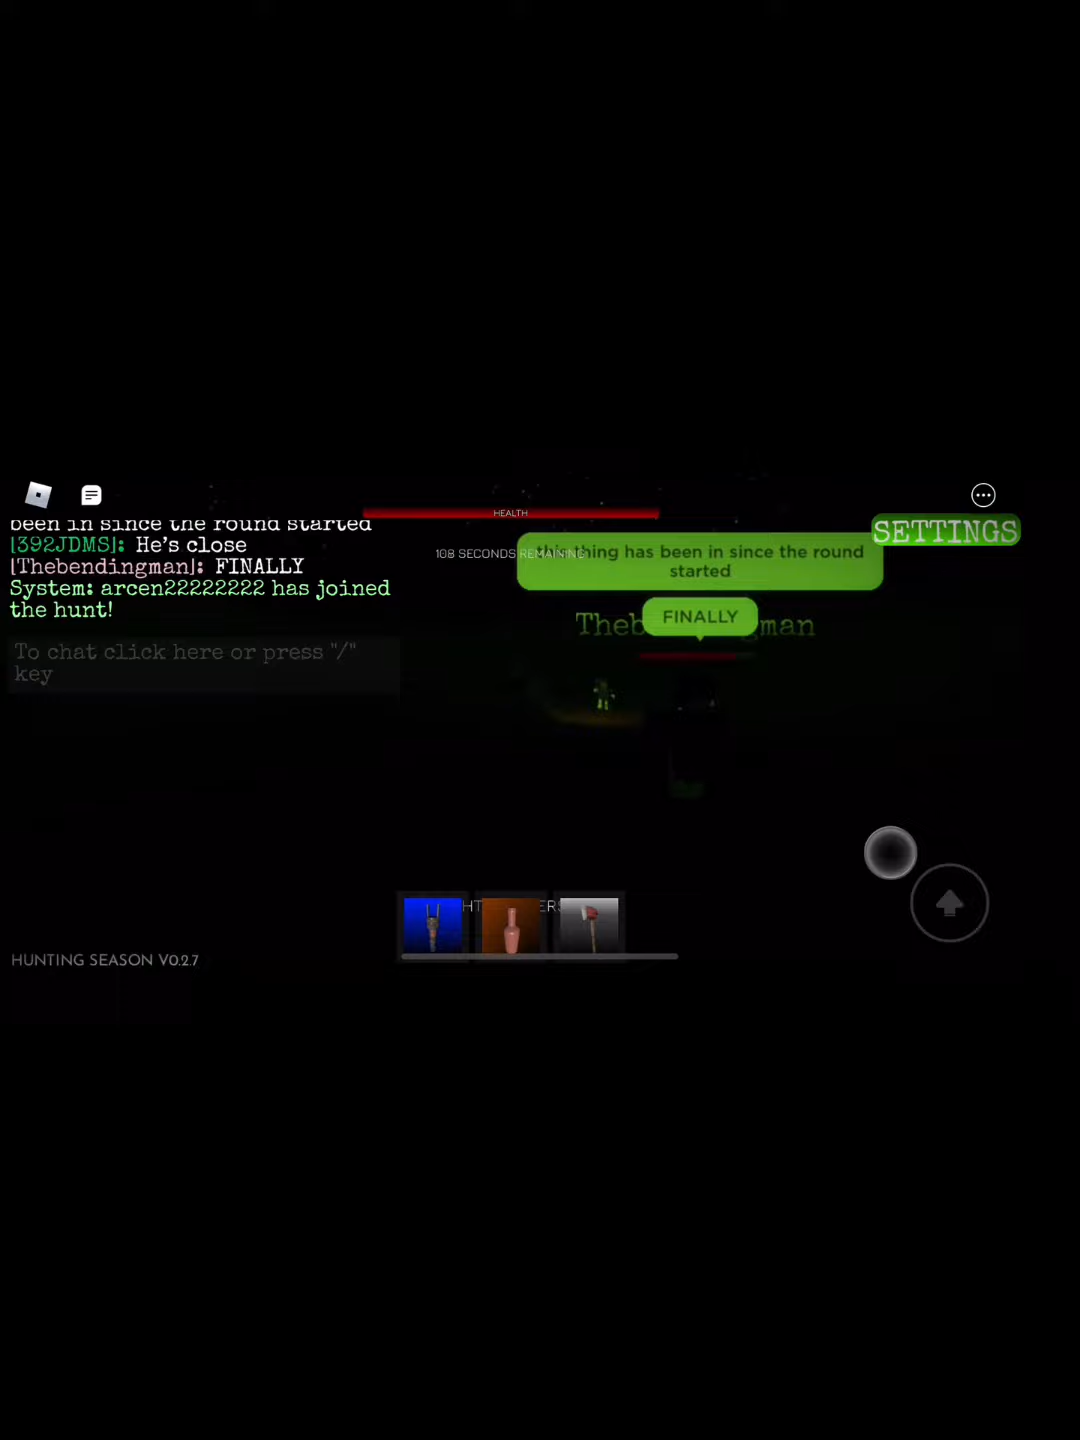 been in since the round started
[392JDMS]: He's close
[Thebendingman]: FINALLY
System: arcen22222222 has joined
the hunt!
To chat click here or press "/"
key
HEALTH
108 SECONDS REMAINING
this thing has been in since the round
started
SETTINGS
FINALLY
HUNTING SEASON V0.2.7